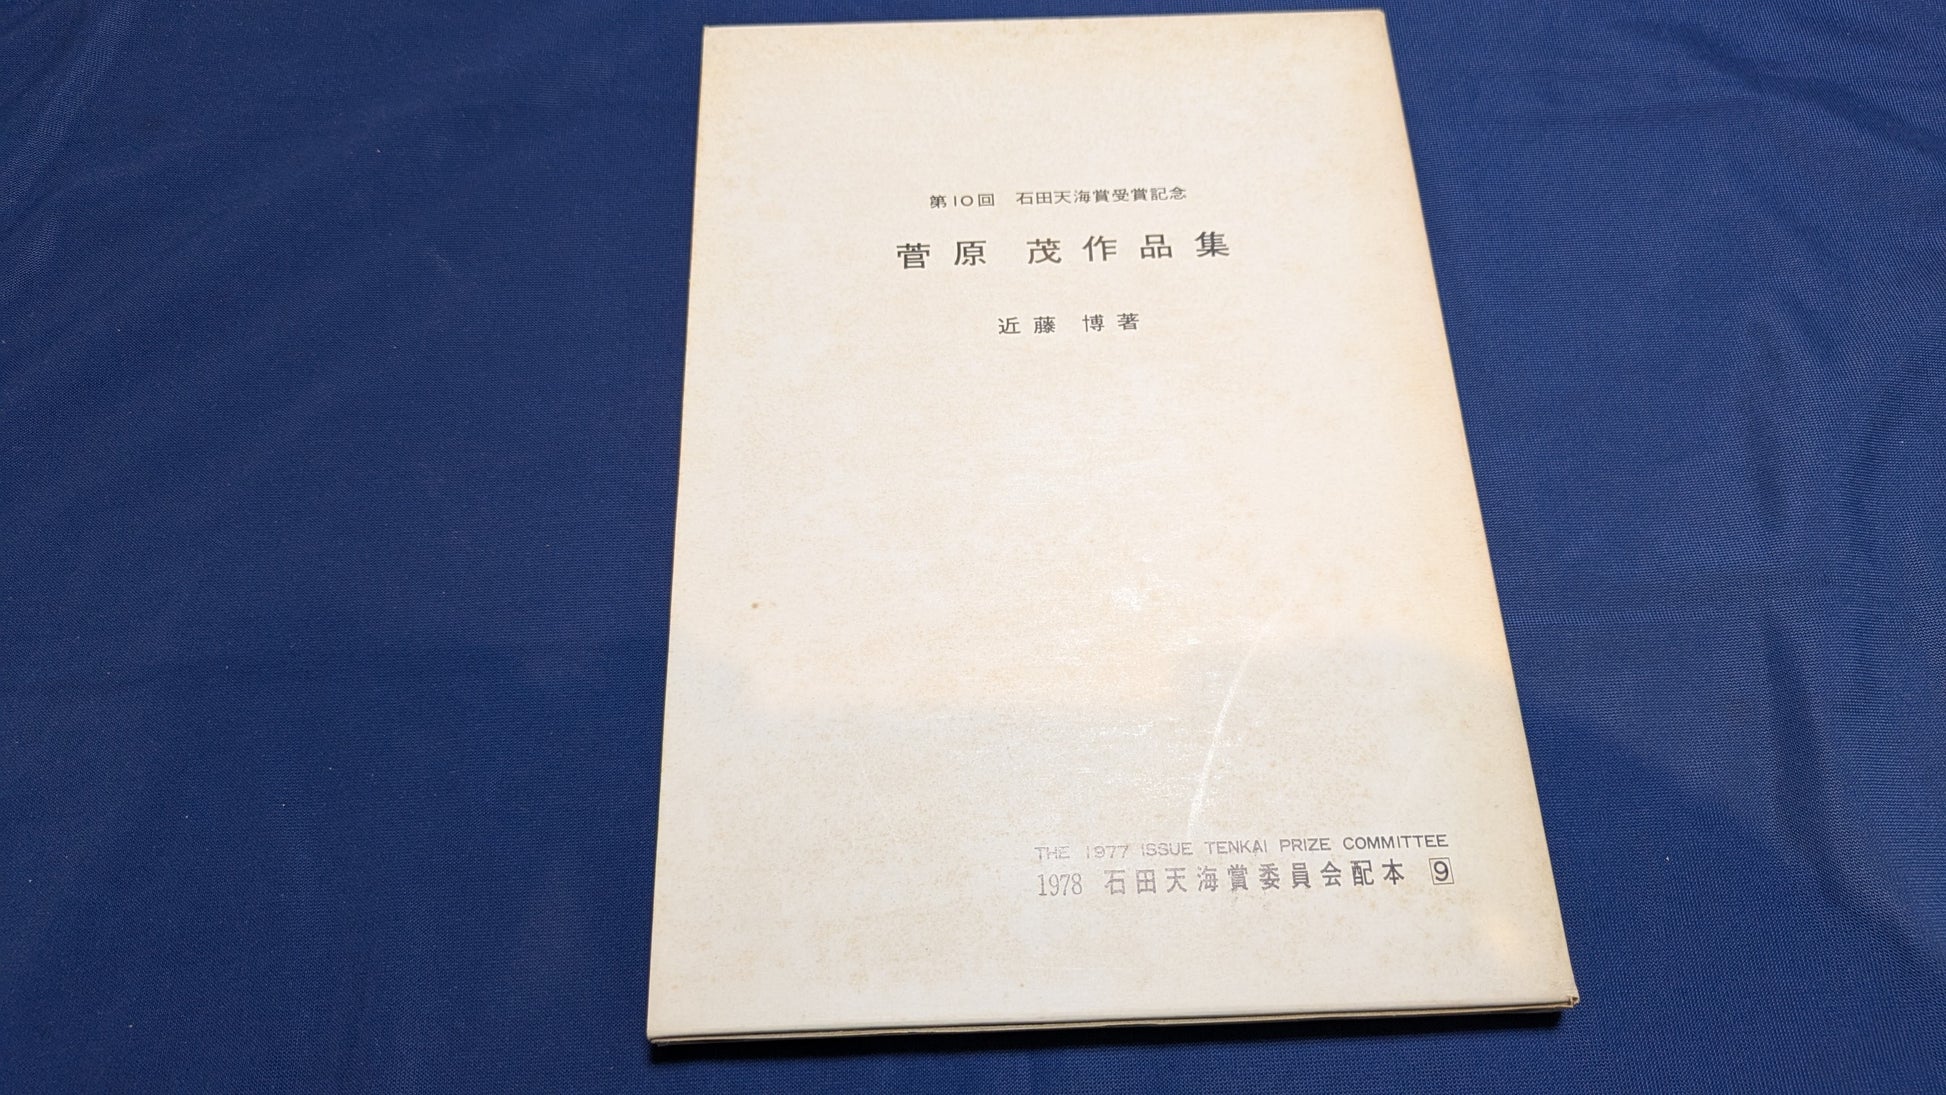 第10回 石田天海賞受賞記念
菅原 茂作品集
近藤 博著
THE 1977 ISSUE TENKAI PRIZE COMMITTEE
1978 石田天海賞委員会配本 9